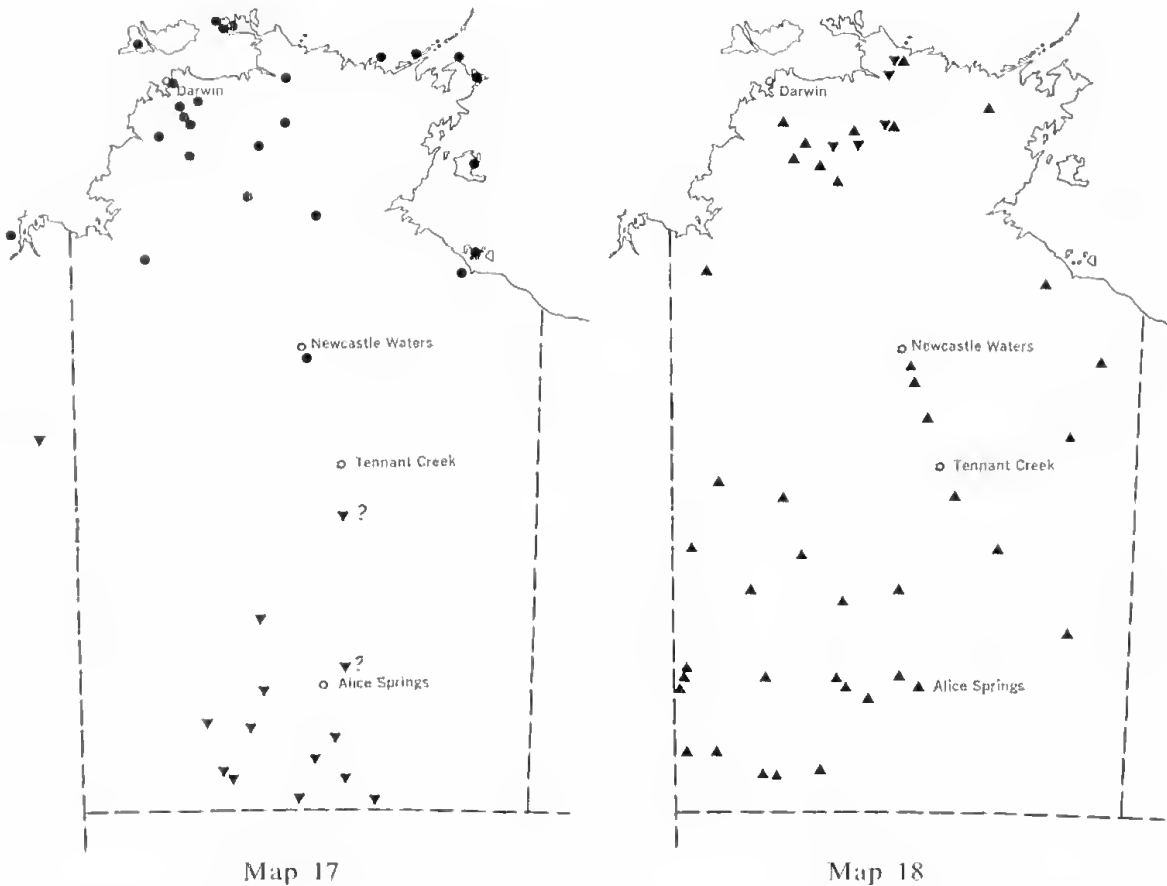 Darwin
Newcastle Waters
Tennant Creek
?
?
Alice Springs
Map 17
Darwin
Newcastle Waters
Tennant Creek
Alice Springs
Map 18